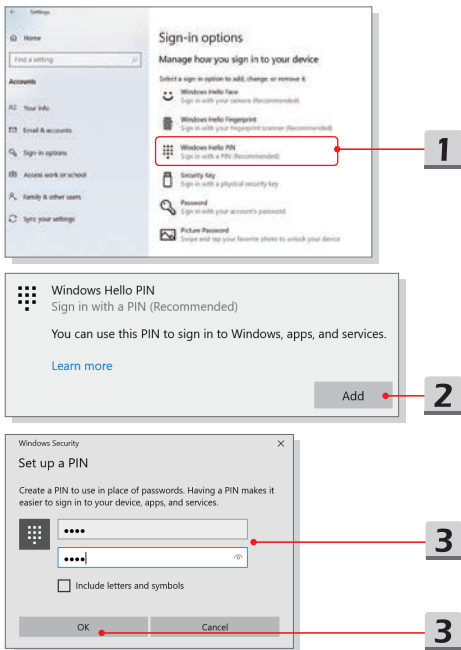 Settings
Home
Sign-in options
Find a setting
Manage how you sign in to your device
Accounts
Select a sign-in option to add, change, or remove it.
Windows Hello Face
Sign in with your camera (Recommended)
Your info
Windows Hello Fingerprint
Sign in with your fingerprint scanner (Recommended)
Email & accounts
Windows Hello PIN
Sign in with a PIN (Recommended)
1
Sign-in options
Access work or school
Security Key
Sign in with a physical security key
Family & other users
Password
Sign in with your account's password
Sync your settings
Picture Password
Swipe and tap your favorite photo to unlock your device
Windows Hello PIN
Sign in with a PIN (Recommended)
You can use this PIN to sign in to Windows, apps, and services.
Learn more
Add
2
Windows Security
Set up a PIN
Create a PIN to use in place of passwords. Having a PIN makes it
easier to sign in to your device, apps, and services.
3
Include letters and symbols
OK
Cancel
3